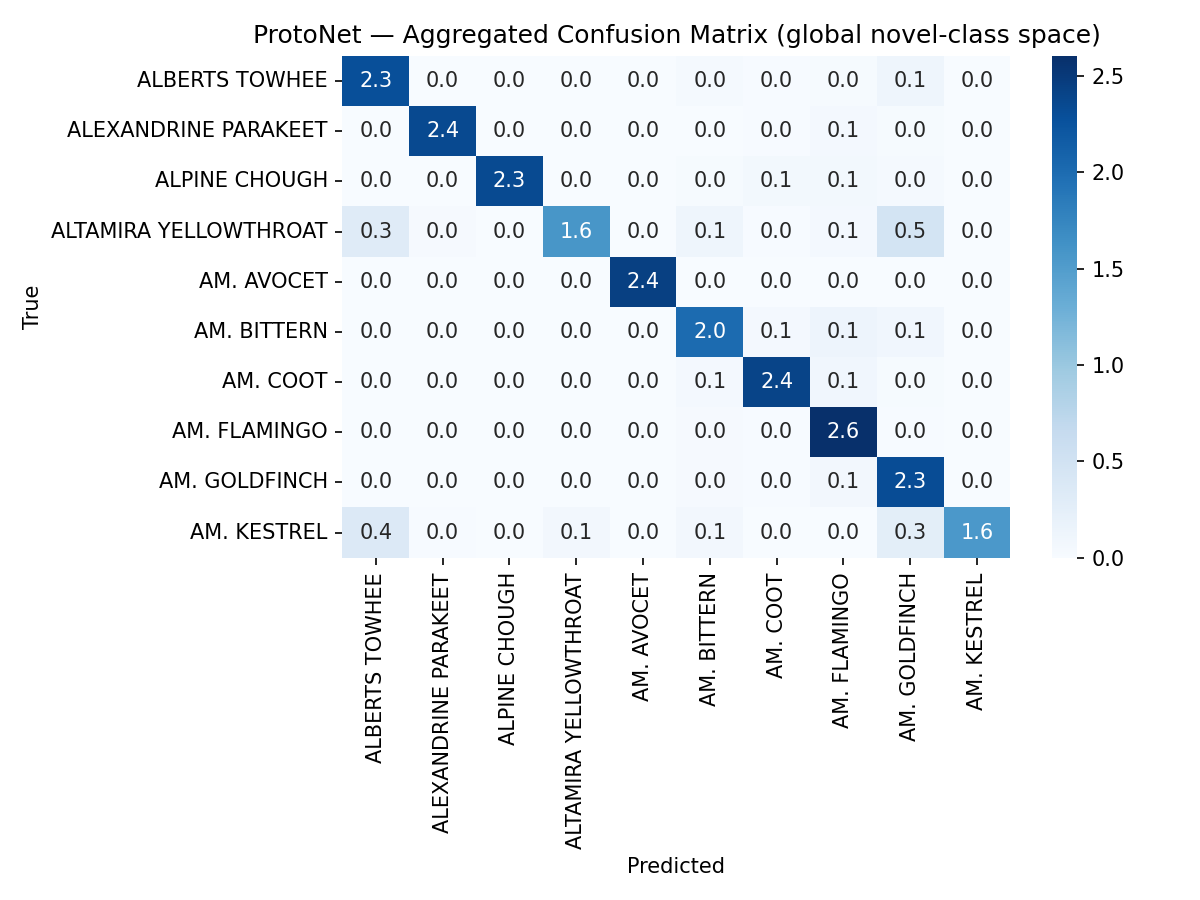 ProtoNet — Aggregated Confusion Matrix (global novel-class space)
ALBERTS TOWHEE 2.3 0.0 0.0 0.0 0.0 0.0 0.0 0.0 0.1 0.0
ALEXANDRINE PARAKEET 0.0 2.4 0.0 0.0 0.0 0.0 0.0 0.1 0.0 0.0
ALPINE CHOUGH 0.0 0.0 2.3 0.0 0.0 0.0 0.1 0.1 0.0 0.0
ALTAMIRA YELLOWTHROAT 0.3 0.0 0.0 1.6 0.0 0.1 0.0 0.1 0.5 0.0
AM. AVOCET 0.0 0.0 0.0 0.0 2.4 0.0 0.0 0.0 0.0 0.0
AM. BITTERN 0.0 0.0 0.0 0.0 0.0 2.0 0.1 0.1 0.1 0.0
AM. COOT 0.0 0.0 0.0 0.0 0.0 0.1 2.4 0.1 0.0 0.0
AM. FLAMINGO 0.0 0.0 0.0 0.0 0.0 0.0 0.0 2.6 0.0 0.0
AM. GOLDFINCH 0.0 0.0 0.0 0.0 0.0 0.0 0.0 0.1 2.3 0.0
AM. KESTREL 0.4 0.0 0.0 0.1 0.0 0.1 0.0 0.0 0.3 1.6
True
ALBERTS TOWHEE
ALEXANDRINE PARAKEET
ALPINE CHOUGH
ALTAMIRA YELLOWTHROAT
AM. AVOCET
AM. BITTERN
AM. COOT
AM. FLAMINGO
AM. GOLDFINCH
AM. KESTREL
Predicted
2.5
2.0
1.5
1.0
0.5
0.0